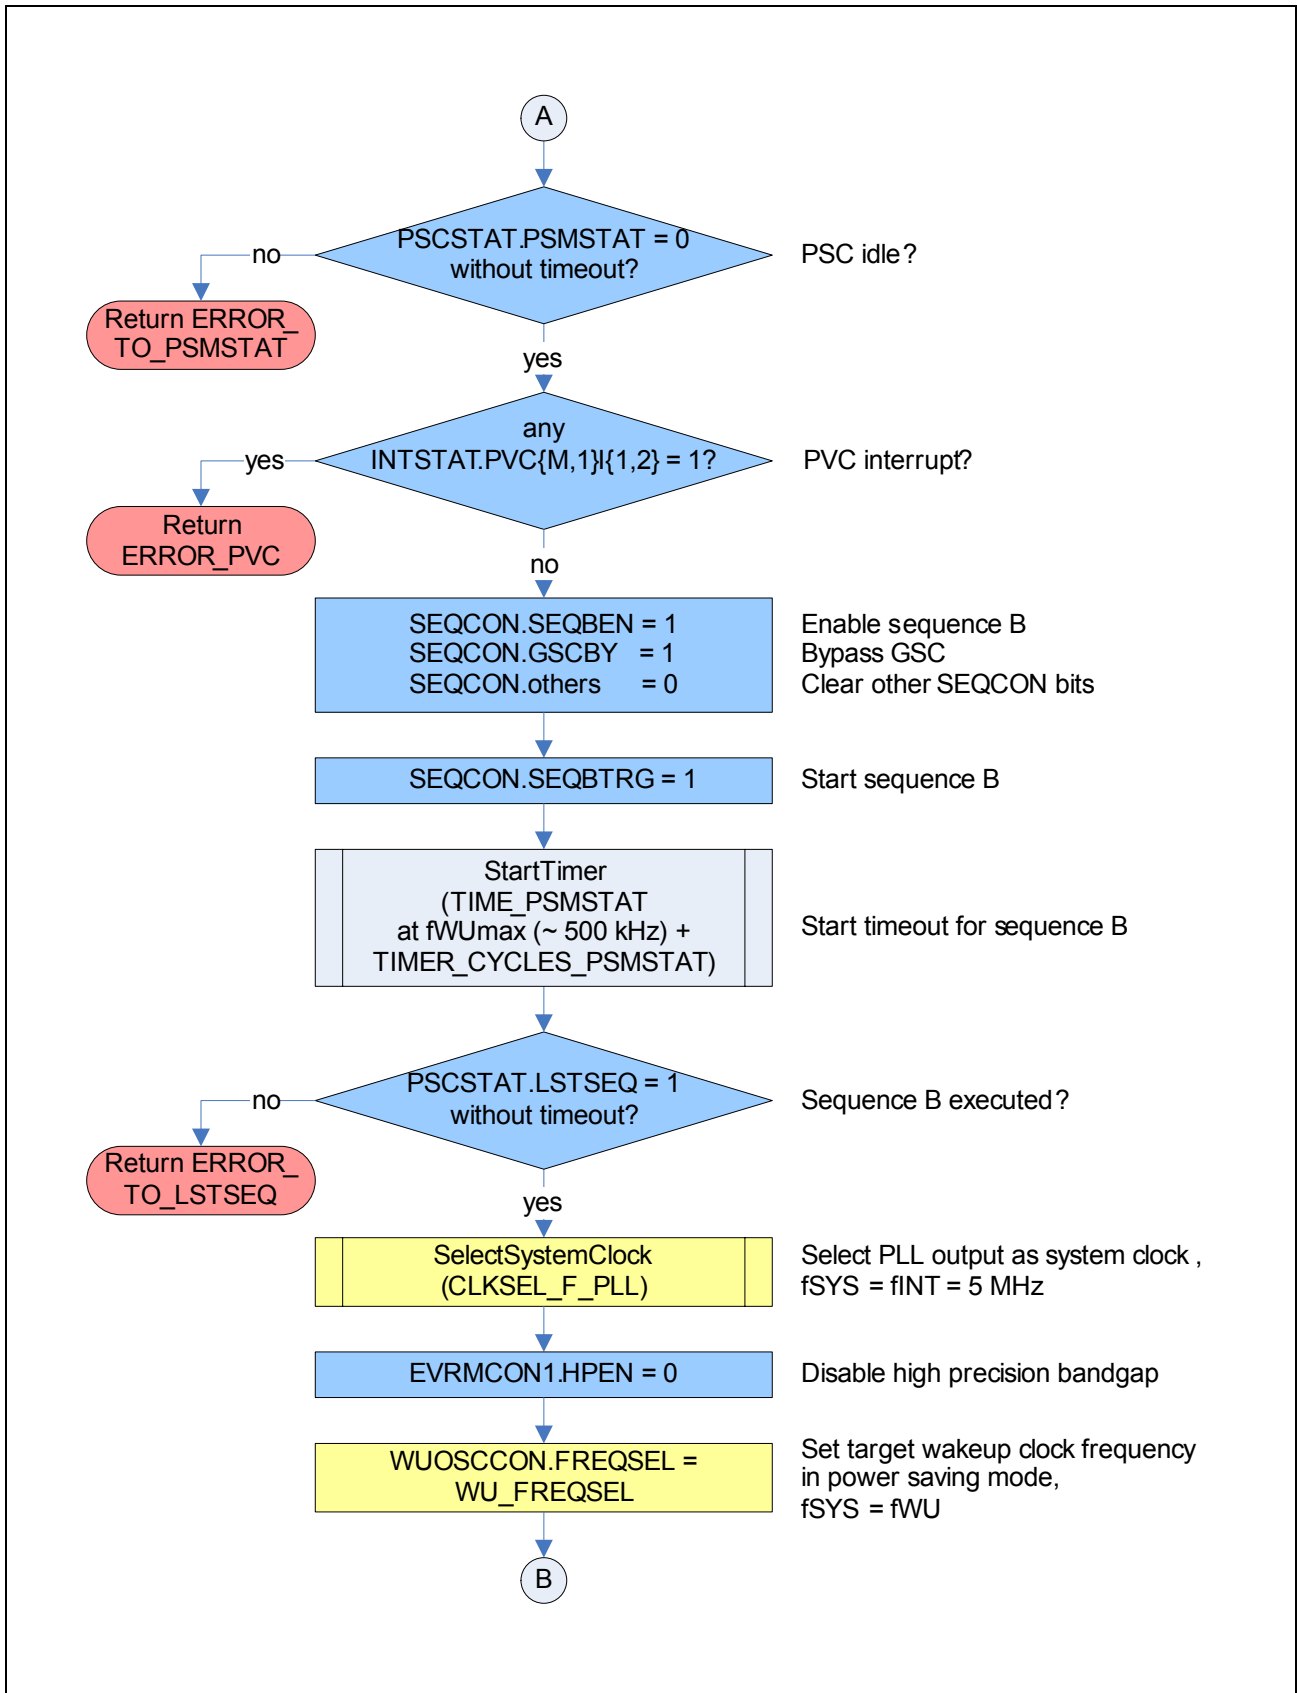 A
PSCSTAT.PSMSTAT = 0
without timeout?
no
PSC idle?
Return ERROR_
TO_PSMSTAT
yes
any
INTSTAT.PVC{M,1}I{1,2} = 1?
yes
PVC interrupt?
Return
ERROR_PVC
no
SEQCON.SEQBEN = 1
SEQCON.GSCBY = 1
SEQCON.others = 0
Enable sequence B
Bypass GSC
Clear other SEQCON bits
SEQCON.SEQBTRG = 1
Start sequence B
StartTimer
(TIME_PSMSTAT
at fWUmax (~ 500 kHz) +
TIMER_CYCLES_PSMSTAT)
Start timeout for sequence B
PSCSTAT.LSTSEQ = 1
without timeout?
no
Sequence B executed?
Return ERROR_
TO_LSTSEQ
yes
SelectSystemClock
(CLKSEL_F_PLL)
Select PLL output as system clock ,
fSYS = fINT = 5 MHz
EVRMCON1.HPEN = 0
Disable high precision bandgap
WUOSCCON.FREQSEL =
WU_FREQSEL
Set target wakeup clock frequency
in power saving mode,
fSYS = fWU
B